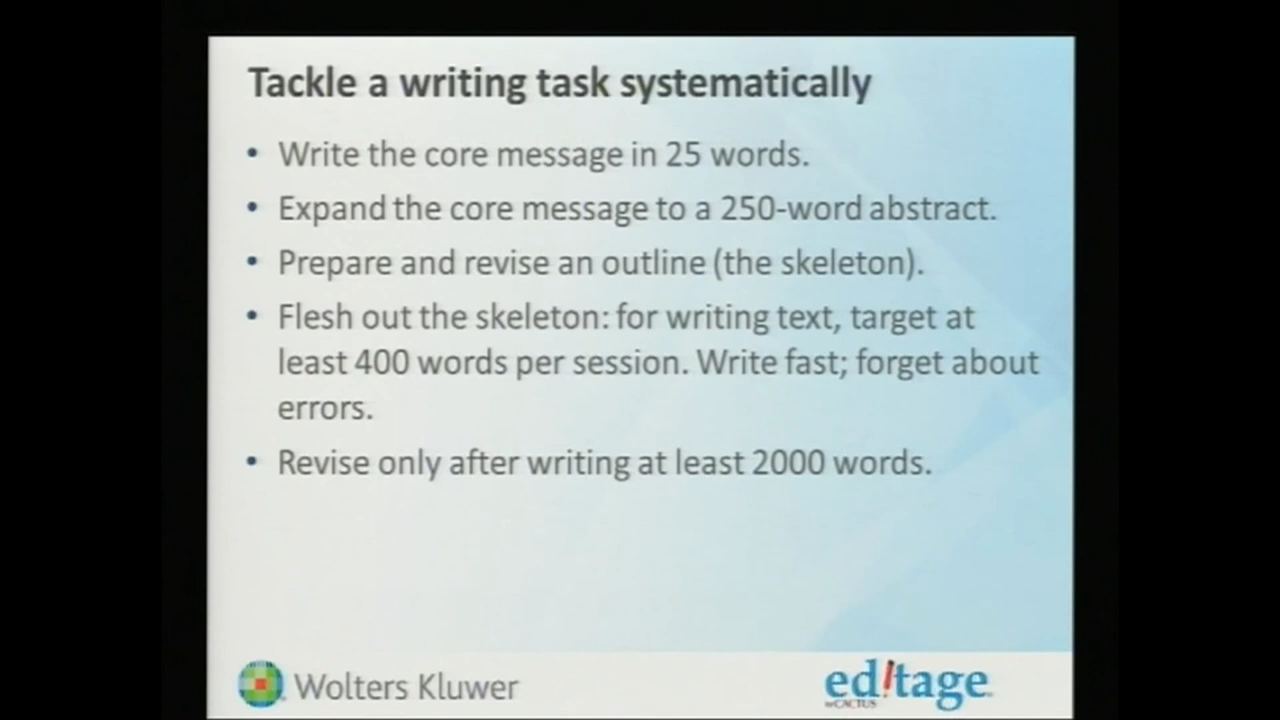 Tackle a writing task systematically
• Write the core message in 25 words.
• Expand the core message to a 250-word abstract.
• Prepare and revise an outline (the skeleton).
• Flesh out the skeleton: for writing text, target at
least 400 words per session. Write fast; forget about
errors.
• Revise only after writing at least 2000 words.
Wolters Kluwer
editage
by CACTUS